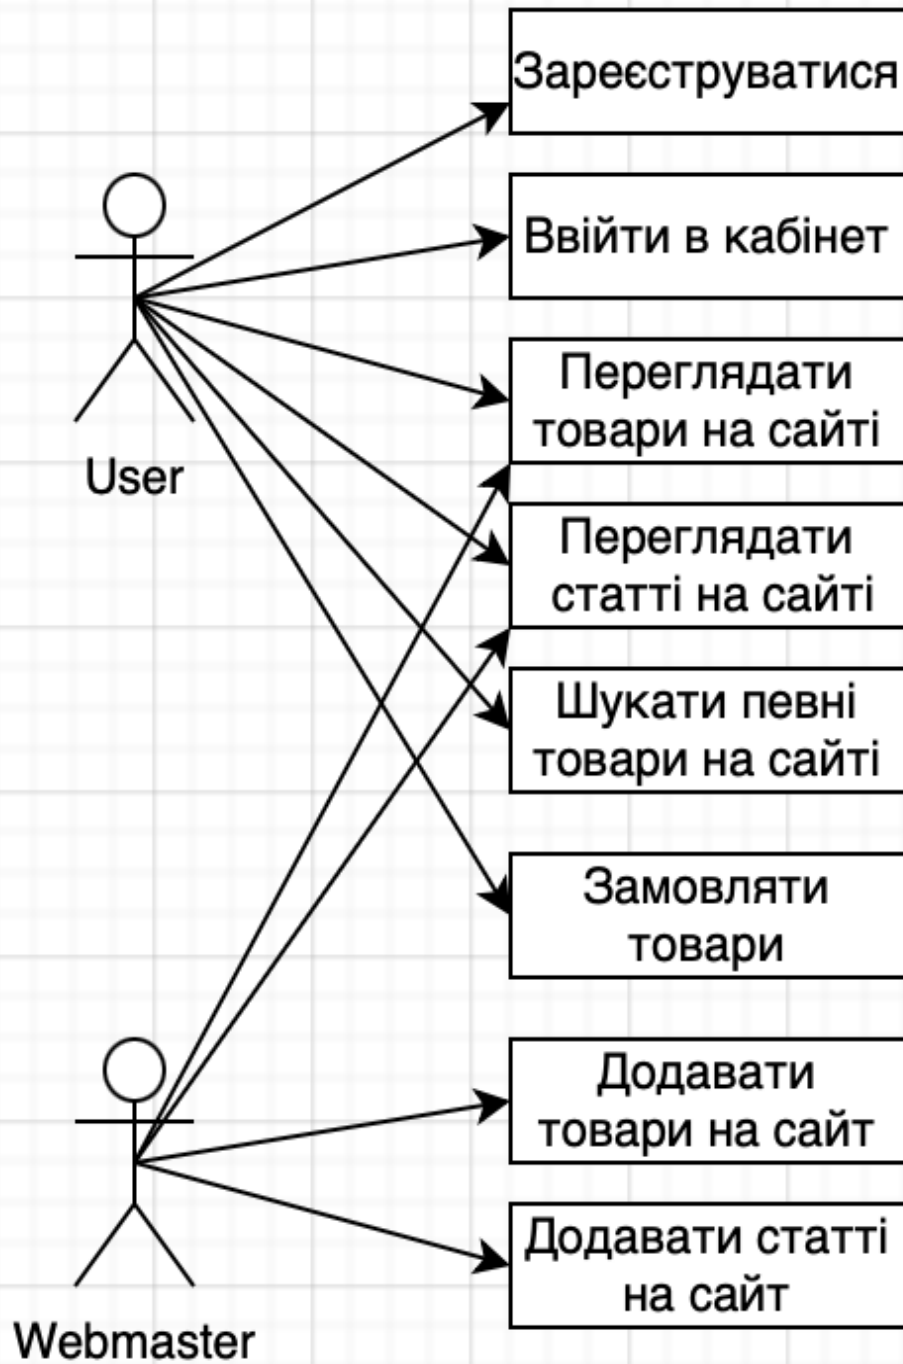 Зареєструватися
Ввійти в кабінет
Переглядати
товари на сайті
User
Переглядати
статті на сайті
Шукати певні
товари на сайті
Замовляти
товари
Додавати
товари на сайт
Додавати статті
на сайт
Webmaster